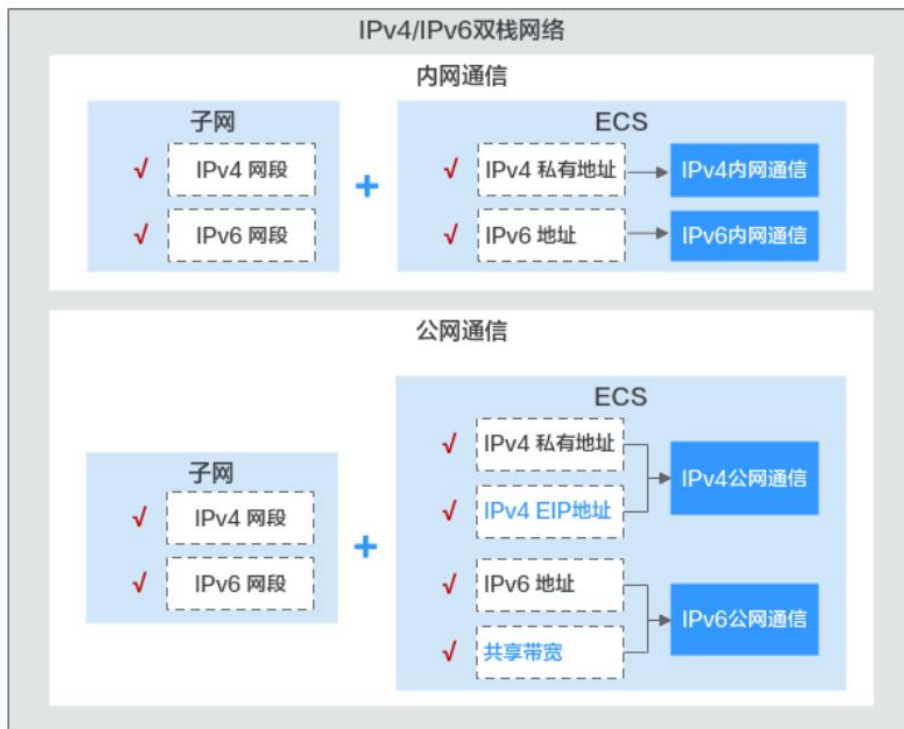 IPv4/IPv6双栈网络
内网通信
子网
√ IPv4 网段
√ IPv6 网段
+
ECS
√ IPv4 私有地址
IPv4内网通信
√ IPv6 地址
IPv6内网通信
公网通信
子网
√ IPv4 网段
√ IPv6 网段
+
ECS
√ IPv4 私有地址
√ IPv4 EIP地址
IPv4公网通信
√ IPv6 地址
√ 共享带宽
IPv6公网通信